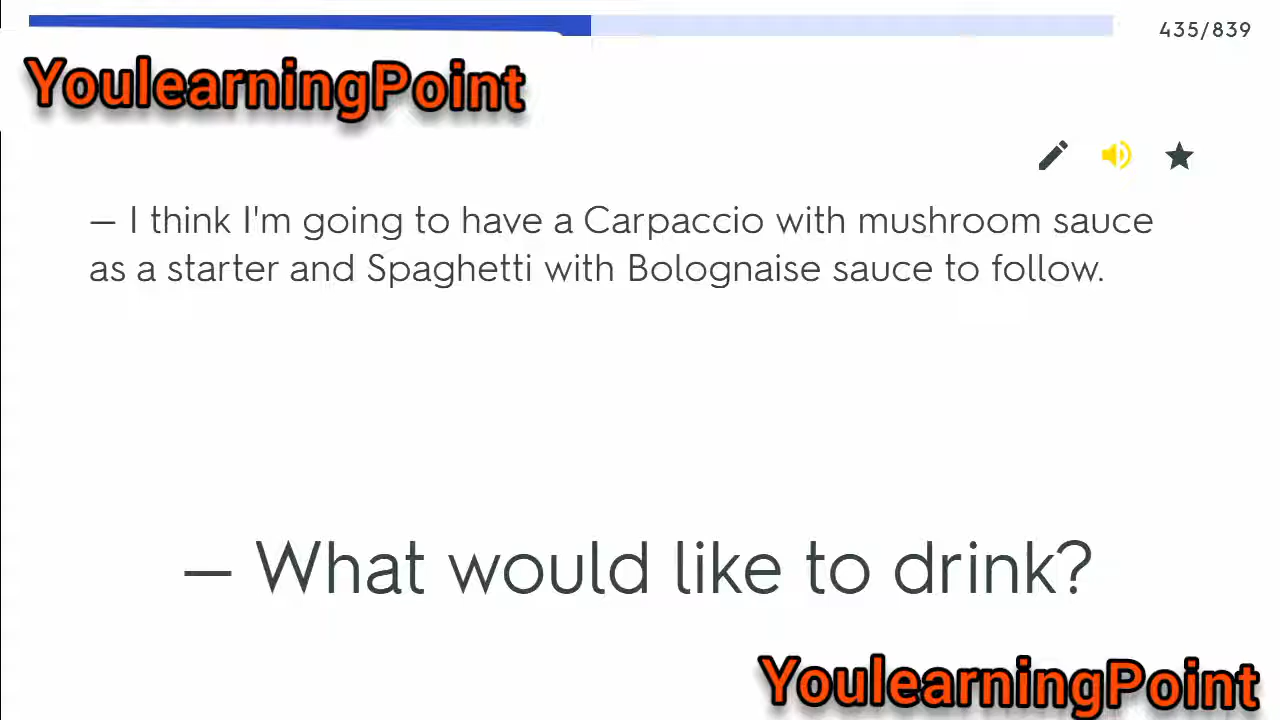 435/839
YoulearningPoint
– I think I'm going to have a Carpaccio with mushroom sauce
as a starter and Spaghetti with Bolognaise sauce to follow.
– What would like to drink?
YoulearningPoint